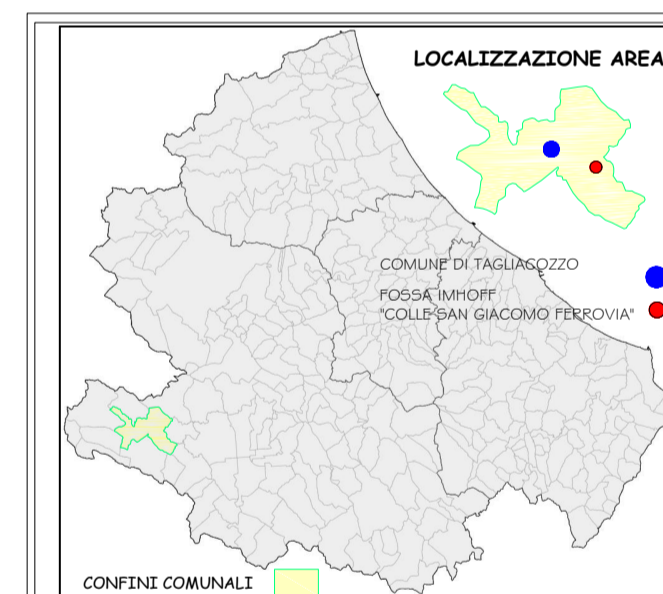 LOCALIZZAZIONE AREA
COMUNE DI TAGLIACOZZO
FOSSA IMHOFF
"COLLE SAN GIACOMO FERROVIA"
CONFINI COMUNALI